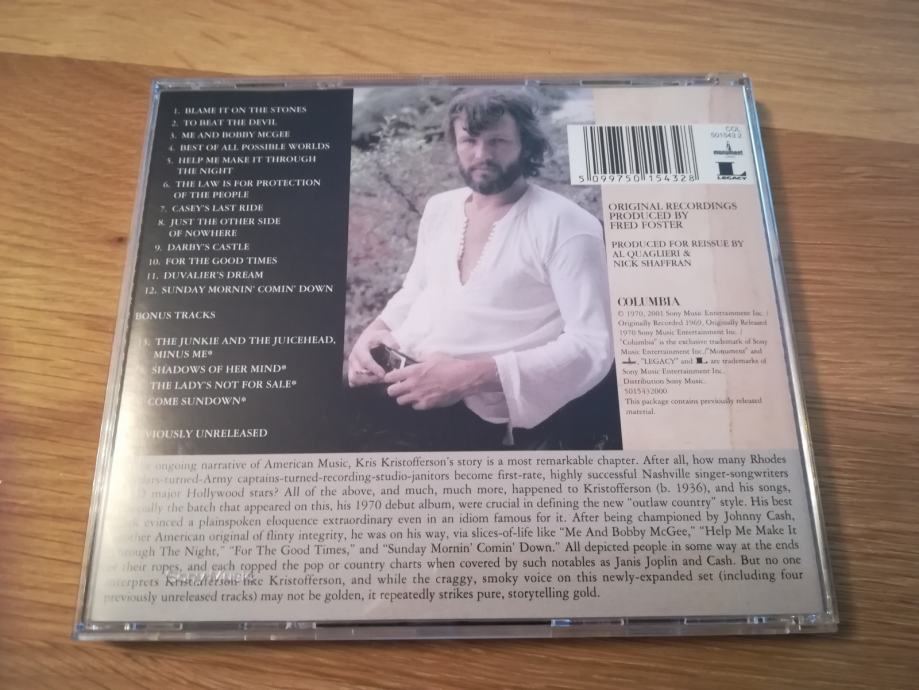 1. BLAME IT ON THE STONES
2. TO BEAT THE DEVIL
3. ME AND BOBBY MCGEE
4. BEST OF ALL POSSIBLE WORLDS
5. HELP ME MAKE IT THROUGH
THE NIGHT
6. THE LAW IS FOR PROTECTION
OF THE PEOPLE
7. CASEY'S LAST RIDE
8. JUST THE OTHER SIDE
OF NOWHERE
9. DARBY'S CASTLE
10. FOR THE GOOD TIMES
11. DUVALIER'S DREAM
12. SUNDAY MORNIN' COMIN' DOWN
BONUS TRACKS
13. THE JUNKIE AND THE JUICEHEAD,
MINUS ME*
SHADOWS OF HER MIND*
THE LADY'S NOT FOR SALE*
COME SUNDOWN*
VIOUSLY UNRELEASED
COL
501543 2
monument
LEGACY
5 099750 154328
ORIGINAL RECORDINGS
PRODUCED BY
FRED FOSTER
PRODUCED FOR REISSUE BY
AL QUAGLIERI &
NICK SHAFFRAN
COLUMBIA
© 1970, 2001 Sony Music Entertainment Inc. /
Originally Recorded 1969, Originally Released
1970 Sony Music Entertainment Inc. /
"Columbia" is the exclusive trademark of Sony
Music Entertainment Inc./"Monument" and
, "LEGACY" and L are trademarks of
Sony Music Entertainment Inc.
Distribution Sony Music.
5015432000
This package contains previously released
material.
ongoing narrative of American Music, Kris Kristofferson's story is a most remarkable chapter. After all, how many Rhodes
lars-turned-Army captains-turned-recording-studio-janitors become first-rate, highly successful Nashville singer-songwriters
major Hollywood stars? All of the above, and much, much more, happened to Kristofferson (b. 1936), and his songs,
cially the batch that appeared on this, his 1970 debut album, were crucial in defining the new "outlaw country" style. His best
evinced a plainspoken eloquence extraordinary even in an idiom famous for it. After being championed by Johnny Cash,
ther American original of flinty integrity, he was on his way, via slices-of-life like "Me And Bobby McGee," "Help Me Make It
rough The Night," "For The Good Times," and "Sunday Mornin' Comin' Down." All depicted people in some way at the ends
of their ropes, and each topped the pop or country charts when covered by such notables as Janis Joplin and Cash. But no one
interprets Kristofferson like Kristofferson, and while the craggy, smoky voice on this newly-expanded set (including four
previously unreleased tracks) may not be golden, it repeatedly strikes pure, storytelling gold.